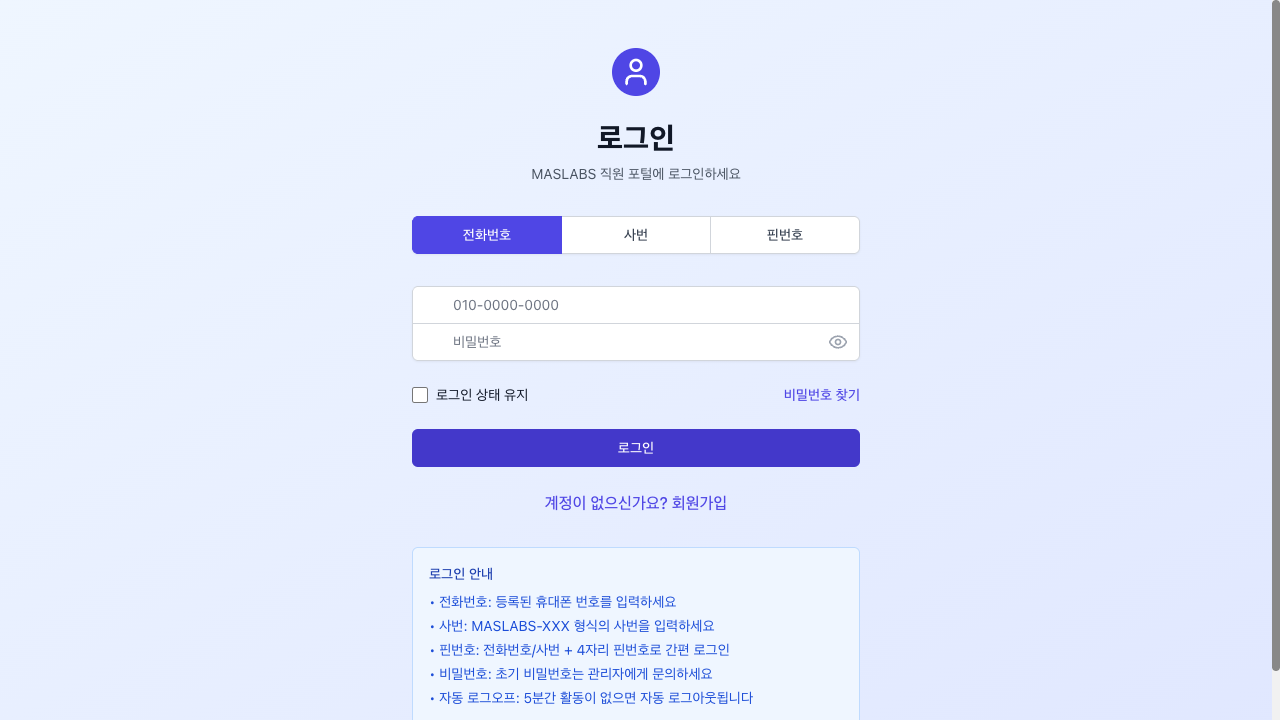 로그인
MASLABS 직원 포털에 로그인하세요
전화번호 사번 핀번호
010-0000-0000
비밀번호
로그인 상태 유지 비밀번호 찾기
로그인
계정이 없으신가요? 회원가입
로그인 안내
• 전화번호: 등록된 휴대폰 번호를 입력하세요
• 사번: MASLABS-XXX 형식의 사번을 입력하세요
• 핀번호: 전화번호/사번 + 4자리 핀번호로 간편 로그인
• 비밀번호: 초기 비밀번호는 관리자에게 문의하세요
• 자동 로그오프: 5분간 활동이 없으면 자동 로그아웃됩니다